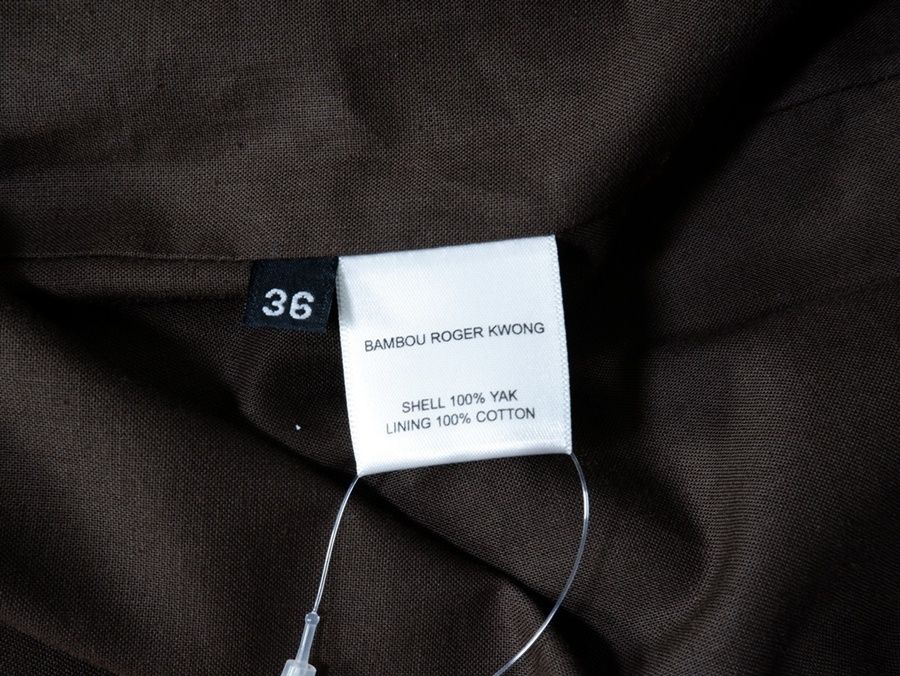 36
BAMBOU ROGER KWONG
SHELL 100% YAK
LINING 100% COTTON